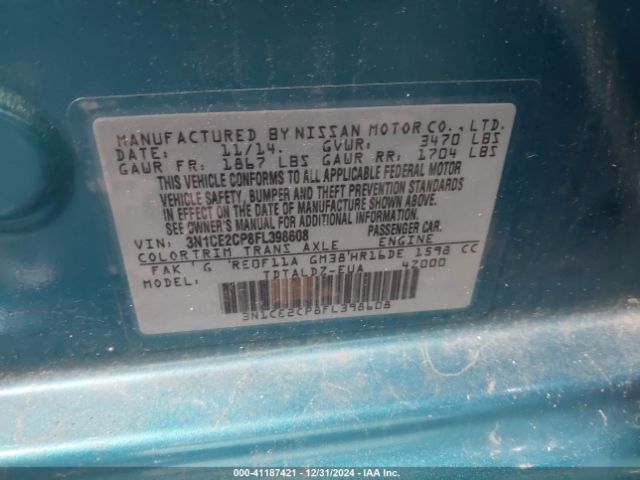 MANUFACTURED BY NISSAN MOTOR CO., LTD.
DATE: 11/14. GVWR: 3470 LBS
GAWR FR: 1867 LBS GAWR RR: 1704 LBS
THIS VEHICLE CONFORMS TO ALL APPLICABLE FEDERAL MOTOR
VEHICLE SAFETY, BUMPER AND THEFT PREVENTION STANDARDS
IN EFFECT ON THE DATE OF MANUFACTURE SHOWN ABOVE.
SEE OWNER'S MANUAL FOR ADDITIONAL INFORMATION.
VIN: 3N1CE2CP8FL398608 PASSENGER CAR.
COLOR TRIM TRANS AXLE ENGINE
FAK G RE0F11A GM38 HR16DE 1598 CC
MODEL: TDTALDZ-EUA 42000
3N1CE2CP8FL398608
000-41187421 - 12/31/2024 - IAA Inc.